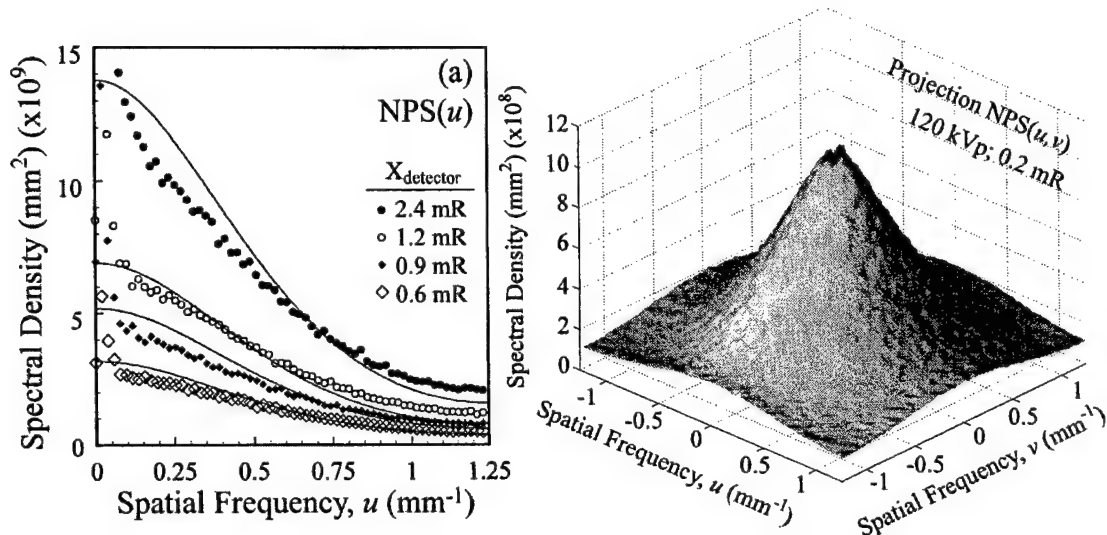 15
10
5
0
Spectral Density (mm²) (x10⁹)
(a)
NPS(u)
X_detector
● 2.4 mR
○ 1.2 mR
◆ 0.9 mR
◇ 0.6 mR
0 0.25 0.5 0.75 1 1.25
Spatial Frequency, u (mm⁻¹)
Projection NPS(u,v)
120 kVp; 0.2 mR
12
10
8
6
4
2
0
Spectral Density (mm²) (x10⁸)
-1 -0.5 0 0.5 1
Spatial Frequency, u (mm⁻¹)
-1 -0.5 0 0.5 1
Spatial Frequency, v (mm⁻¹)